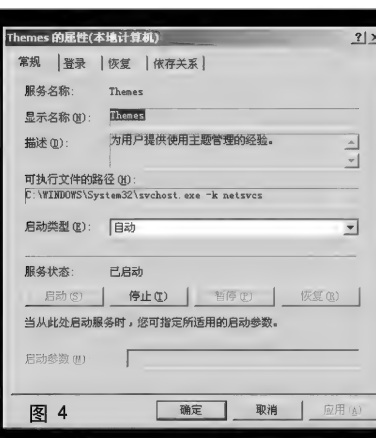 Themes 的属性(本地计算机) ? ×
常规 登录 恢复 依存关系
服务名称: Themes
显示名称(N): Themes
描述(D): 为用户提供使用主题管理的经验。
可执行文件的路径(H):
C:\WINDOWS\System32\svchost.exe -k netsvcs
启动类型(E): 自动
服务状态: 已启动
启动(S) 停止(T) 暂停(P) 恢复(R)
当从此处启动服务时，您可指定所适用的启动参数。
启动参数(M)
图 4 确定 取消 应用(A)